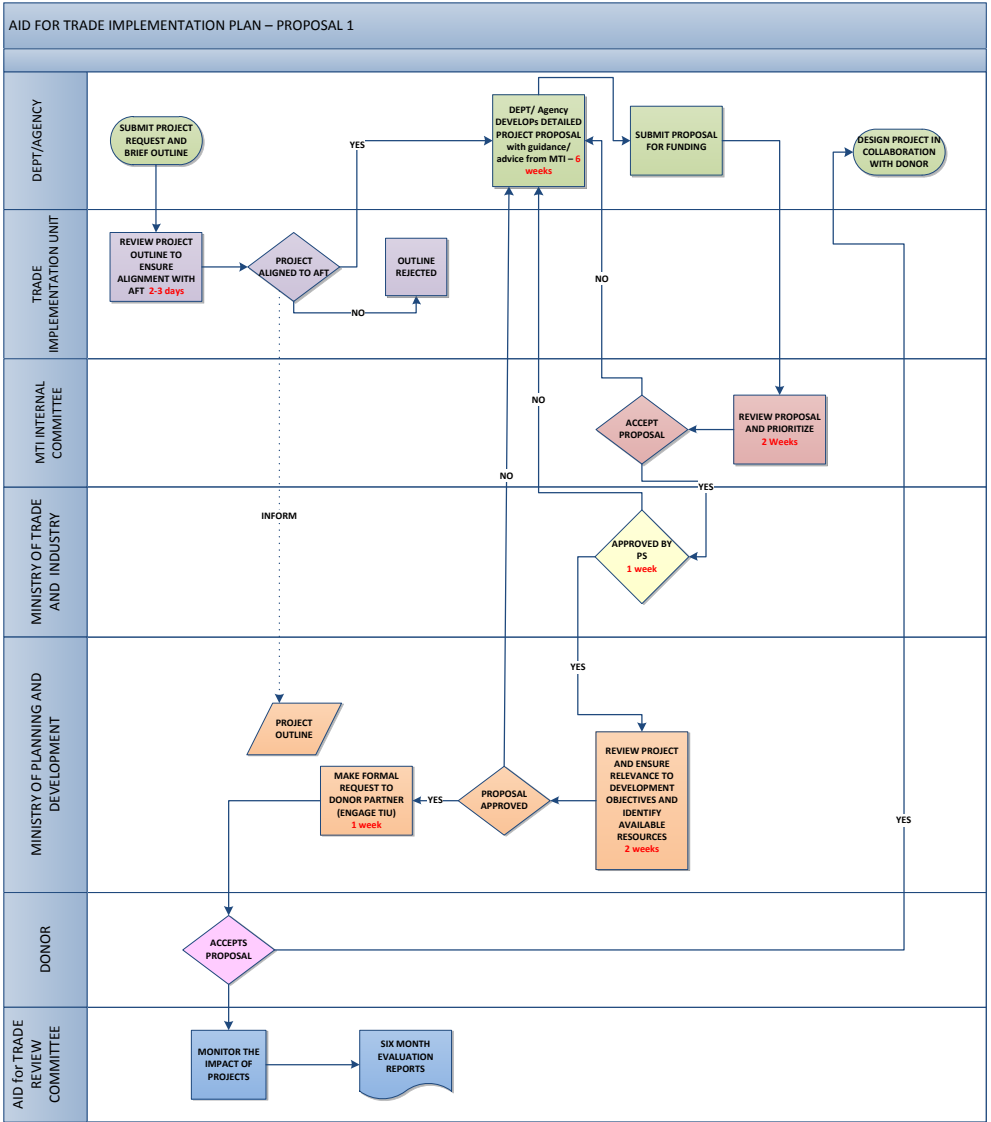 AID FOR TRADE IMPLEMENTATION PLAN – PROPOSAL 1
DEPT/AGENCY
SUBMIT PROJECT
REQUEST AND
BRIEF OUTLINE
YES
DEPT/ Agency
DEVELOPs DETAILED
PROJECT PROPOSAL
with guidance/
advice from MTI – 6
weeks
SUBMIT PROPOSAL
FOR FUNDING
DESIGN PROJECT IN
COLLABORATION
WITH DONOR
TRADE
IMPLEMENTATION UNIT
REVIEW PROJECT
OUTLINE TO
ENSURE
ALIGNMENT WITH
AFT 2-3 days
PROJECT
ALIGNED TO AFT
OUTLINE
REJECTED
NO
NO
MTI INTERNAL
COMMITTEE
NO
ACCEPT
PROPOSAL
REVIEW PROPOSAL
AND PRIORITIZE
2 Weeks
NO
YES
MINISTRY OF TRADE
AND INDUSTRY
INFORM
APPROVED BY
PS
1 week
MINISTRY OF PLANNING AND
DEVELOPMENT
YES
PROJECT
OUTLINE
MAKE FORMAL
REQUEST TO
DONOR PARTNER
(ENGAGE TIU)
1 week
YES
PROPOSAL
APPROVED
REVIEW PROJECT
AND ENSURE
RELEVANCE TO
DEVELOPMENT
OBJECTIVES AND
IDENTIFY
AVAILABLE
RESOURCES
2 weeks
YES
DONOR
ACCEPTS
PROPOSAL
AID for TRADE
REVIEW
COMMITTEE
MONITOR THE
IMPACT OF
PROJECTS
SIX MONTH
EVALUATION
REPORTS